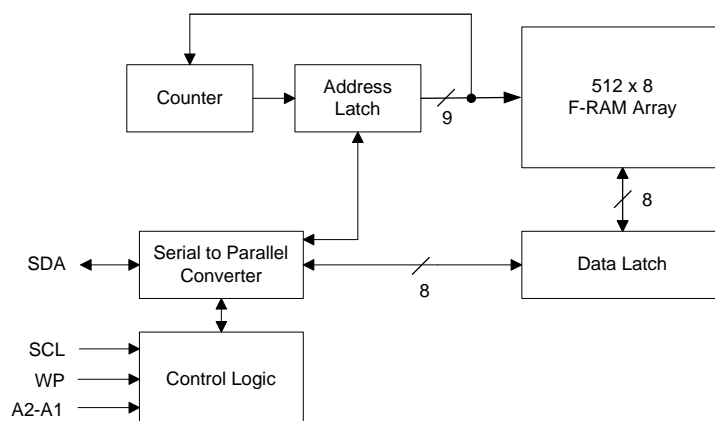 Counter
Address
Latch
9
512 x 8
F-RAM Array
8
SDA
Serial to Parallel
Converter
8
Data Latch
SCL
WP
A2-A1
Control Logic